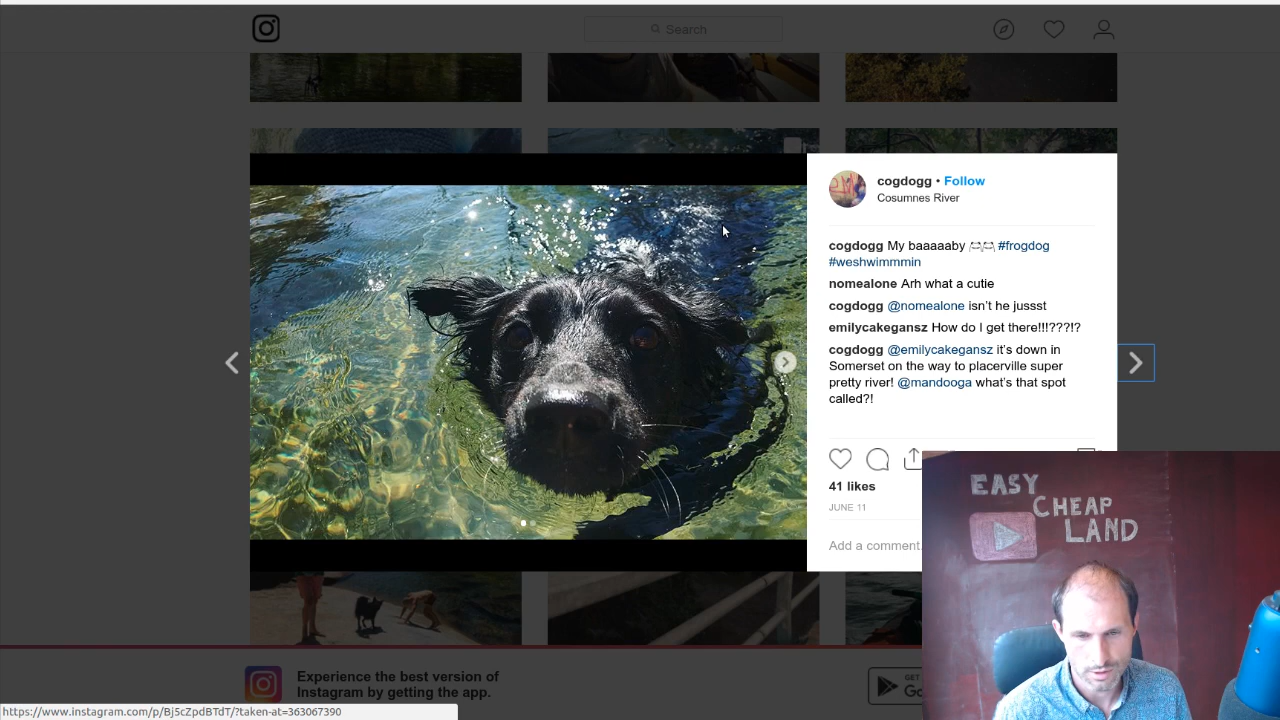 Search
cogdogg • Follow
Cosumnes River
cogdogg My baaaaaby #frogdog
#weshwimmmin
nomealone Arh what a cutie
cogdogg @nomealone isn't he jussst
emilycakegansz How do I get there!!!???!?
cogdogg @emilycakegansz it's down in
Somerset on the way to placerville super
pretty river! @mandooga what's that spot
called?!
41 likes
JUNE 11
Add a comment
EASY
CHEAP
LAND
Experience the best version of
Instagram by getting the app.
GET
https://www.instagram.com/p/Bj5cZpdBTdT/?taken-at=363067390